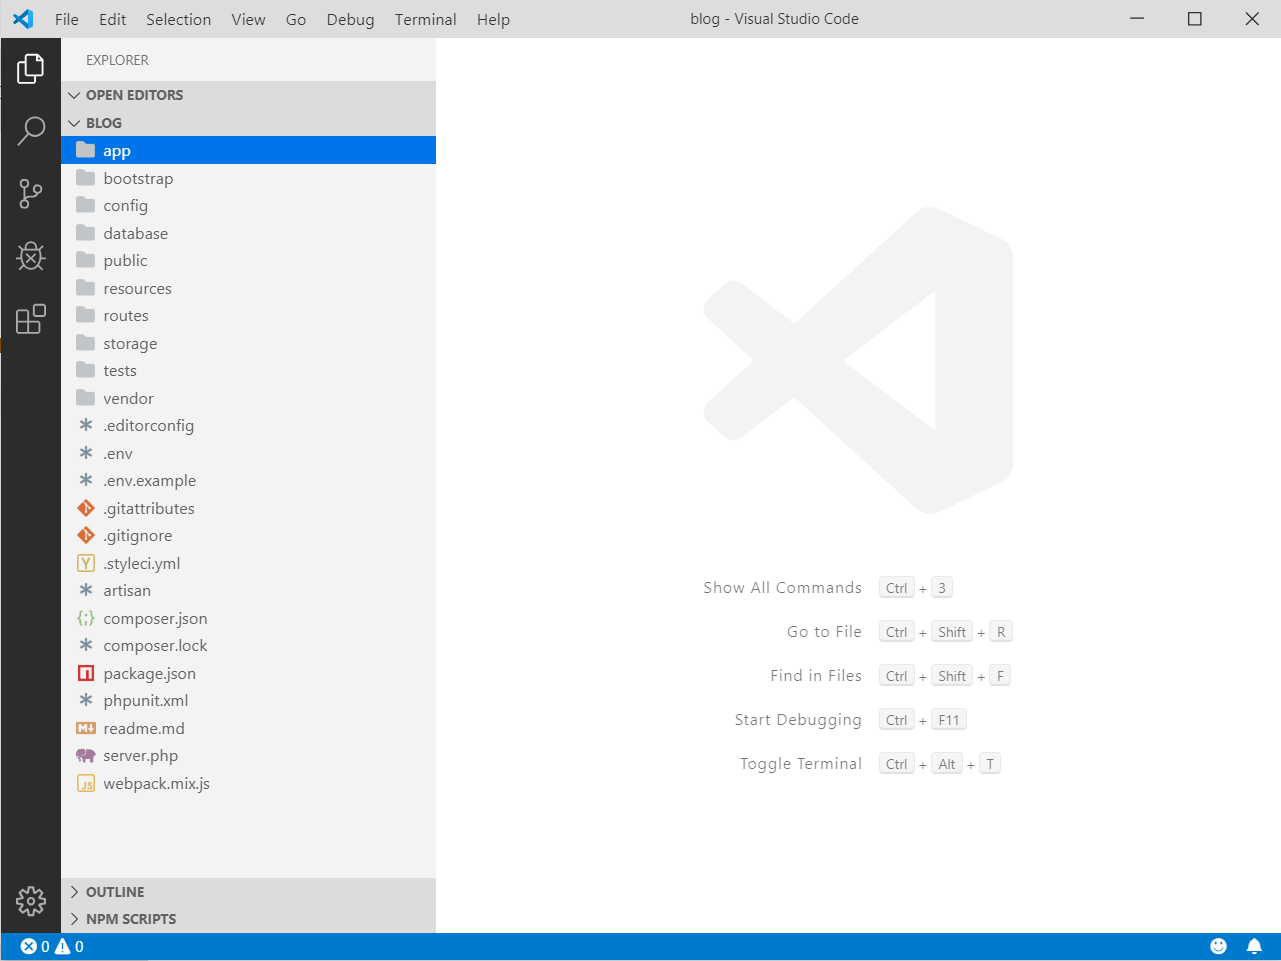 File Edit Selection View Go Debug Terminal Help blog - Visual Studio Code
EXPLORER
OPEN EDITORS
BLOG
app
bootstrap
config
database
public
resources
routes
storage
tests
vendor
.editorconfig
.env
.env.example
.gitattributes
.gitignore
Y .styleci.yml
artisan
composer.json
composer.lock
package.json
phpunit.xml
M readme.md
server.php
JS webpack.mix.js
OUTLINE
NPM SCRIPTS
Show All Commands Ctrl + 3
Go to File Ctrl + Shift + R
Find in Files Ctrl + Shift + F
Start Debugging Ctrl + F11
Toggle Terminal Ctrl + Alt + T
0 0